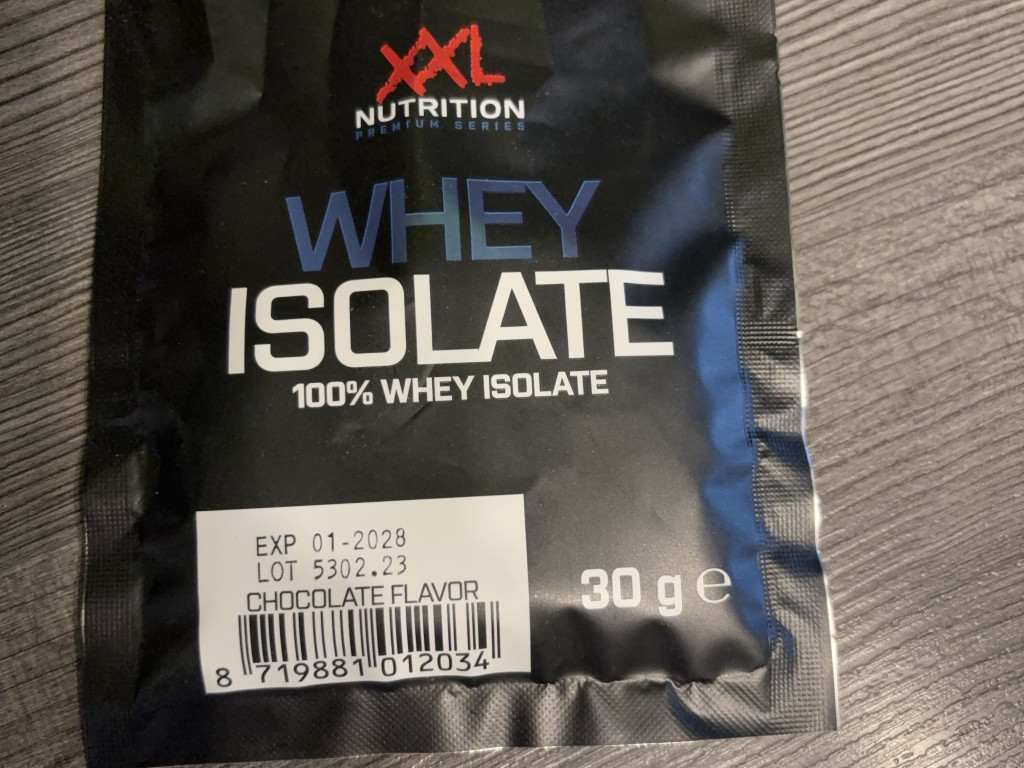 XXL
NUTRITION
PREMIUM SERIES
WHEY
ISOLATE
100% WHEY ISOLATE
EXP 01-2028
LOT 5302.23
CHOCOLATE FLAVOR
30 g e
8 719881 012034